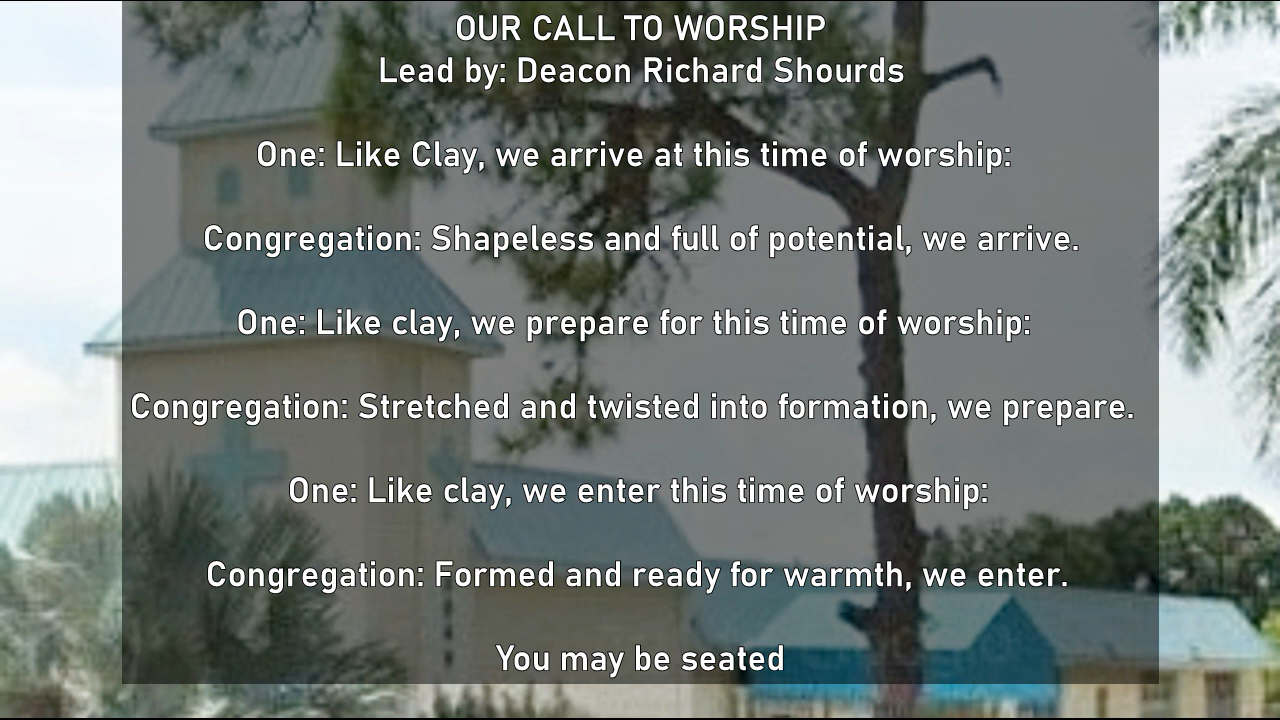 OUR CALL TO WORSHIP
Lead by: Deacon Richard Shourds
One: Like Clay, we arrive at this time of worship:
Congregation: Shapeless and full of potential, we arrive.
One: Like clay, we prepare for this time of worship:
Congregation: Stretched and twisted into formation, we prepare.
One: Like clay, we enter this time of worship:
Congregation: Formed and ready for warmth, we enter.
You may be seated